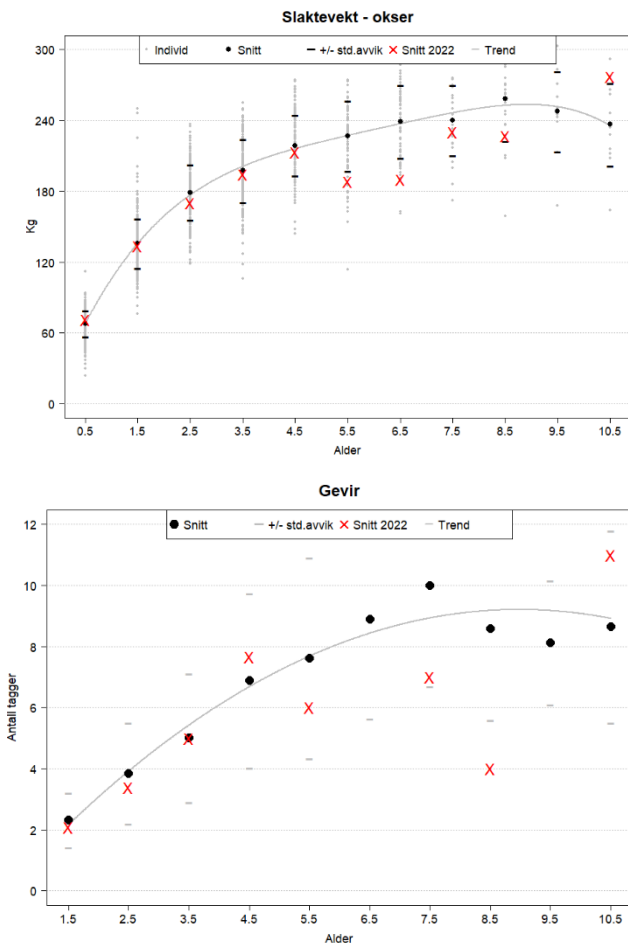 Slaktevekt - okser
Individ Snitt +/- std.avvik Snitt 2022 Trend
300
240
180
120
60
0
Kg
0.5 1.5 2.5 3.5 4.5 5.5 6.5 7.5 8.5 9.5 10.5
Alder
Gevir
Snitt +/- std.avvik Snitt 2022 Trend
12
10
8
6
4
2
0
Antall tagger
1.5 2.5 3.5 4.5 5.5 6.5 7.5 8.5 9.5 10.5
Alder